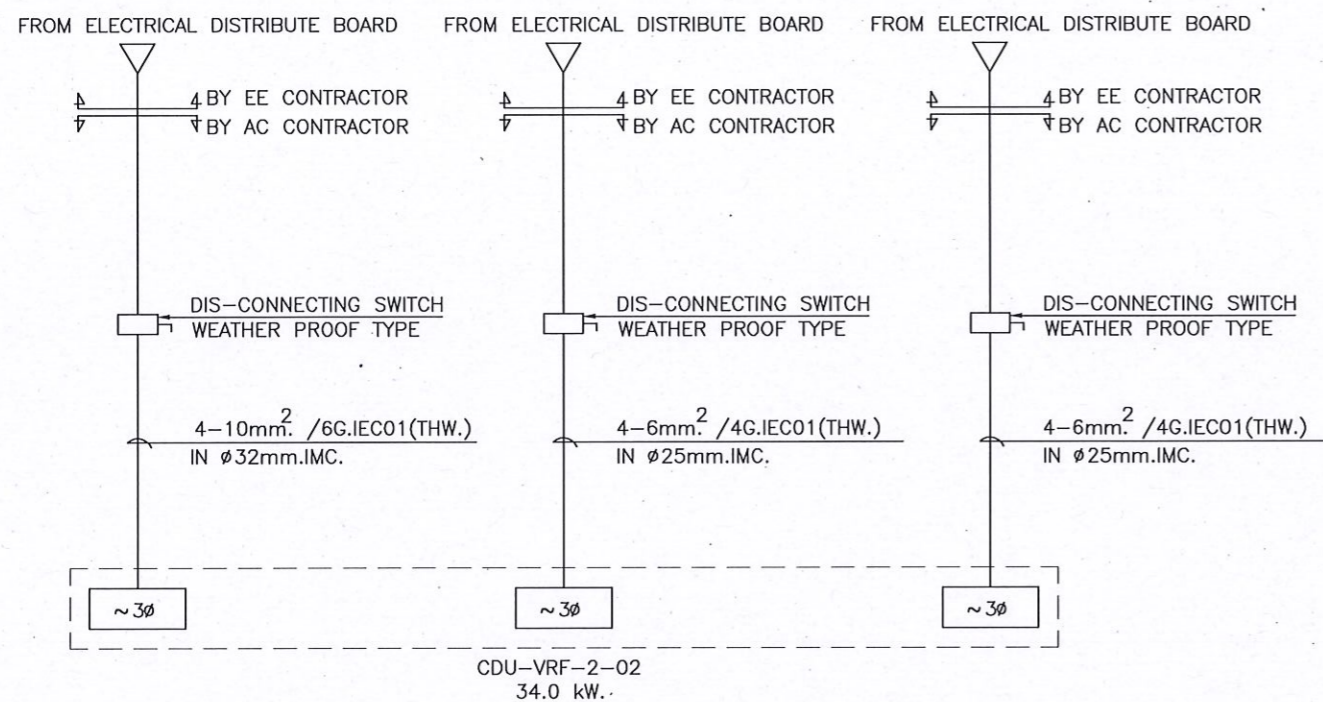 FROM ELECTRICAL DISTRIBUTE BOARD
FROM ELECTRICAL DISTRIBUTE BOARD
FROM ELECTRICAL DISTRIBUTE BOARD
BY EE CONTRACTOR
BY AC CONTRACTOR
BY EE CONTRACTOR
BY AC CONTRACTOR
BY EE CONTRACTOR
BY AC CONTRACTOR
DIS-CONNECTING SWITCH
WEATHER PROOF TYPE
DIS-CONNECTING SWITCH
WEATHER PROOF TYPE
DIS-CONNECTING SWITCH
WEATHER PROOF TYPE
4-10mm.² /6G.IEC01(THW.)
IN ø32mm.IMC.
4-6mm.² /4G.IEC01(THW.)
IN ø25mm.IMC.
4-6mm.² /4G.IEC01(THW.)
IN ø25mm.IMC.
~3ø
~3ø
~3ø
CDU-VRF-2-02
34.0 kW.